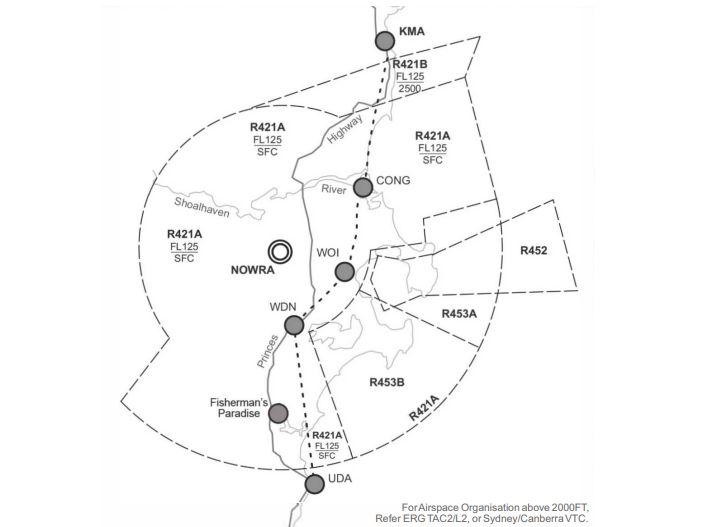 KMA
R421B
FL125
2500
R421A
FL125
SFC
Highway
R421A
FL125
SFC
CONG
River
Shoalhaven
R421A
FL125
SFC
NOWRA
WOI
R452
WDN
R453A
Princes
R453B
R421A
Fisherman's
Paradise
R421A
FL125
SFC
UDA
For Airspace Organisation above 2000FT,
Refer ERG TAC2/L2, or Sydney/Canberra VTC.